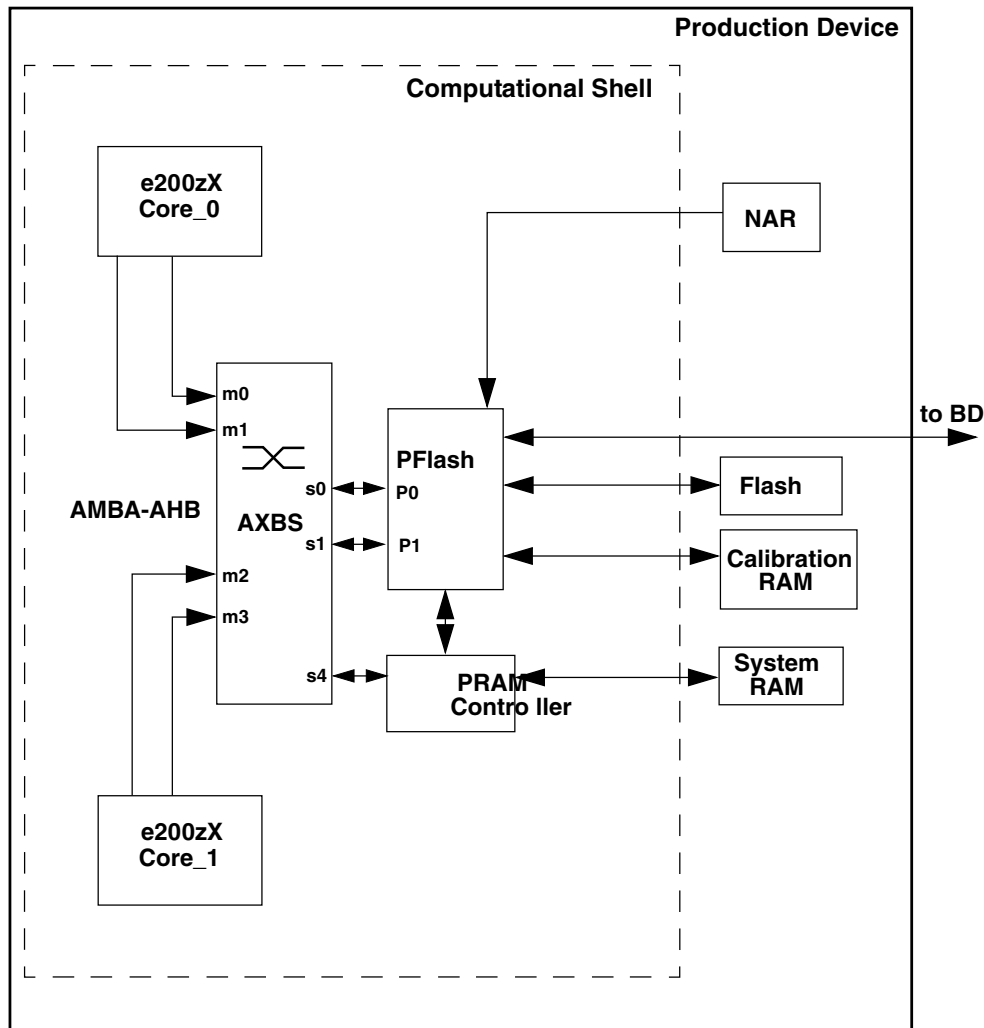 Production Device
Computational Shell
e200zX
Core_0
NAR
m0
m1
to BD
PFlash
s0
P0
Flash
AMBA-AHB
AXBS
s1
P1
Calibration
RAM
m2
m3
s4
PRAM
Contro ller
System
RAM
e200zX
Core_1